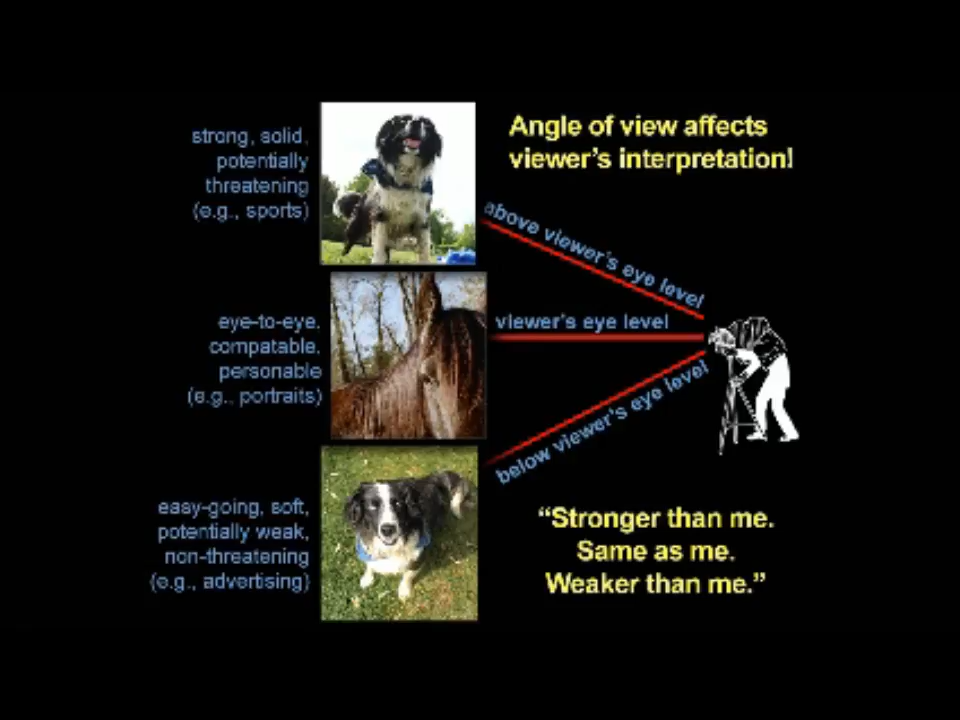 strong, solid,
potentially
threatening
(e.g., sports)
Angle of view affects
viewer's interpretation!
above viewer's eye level
eye-to-eye,
compatable,
personable
(e.g., portraits)
viewer's eye level
below viewer's eye level
easy-going, soft,
potentially weak,
non-threatening
(e.g., advertising)
“Stronger than me.
Same as me.
Weaker than me.”